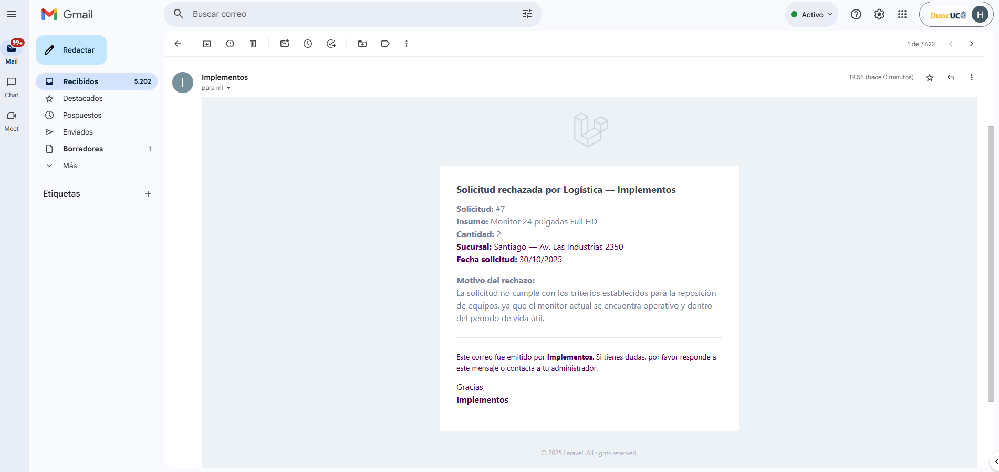 Gmail
Buscar correo
Activo
DuocUC
H
99+
Mail
Chat
Meet
Redactar
Recibidos 5.202
Destacados
Pospuestos
Enviados
Borradores 1
Más
Etiquetas
1 de 7.622
I
Implementos
para mí
19:55 (hace 0 minutos)
Solicitud rechazada por Logística — Implementos
Solicitud: #7
Insumo: Monitor 24 pulgadas Full HD
Cantidad: 2
Sucursal: Santiago — Av. Las Industrias 2350
Fecha solicitud: 30/10/2025
Motivo del rechazo:
La solicitud no cumple con los criterios establecidos para la reposición
de equipos, ya que el monitor actual se encuentra operativo y dentro
del período de vida útil.
Este correo fue emitido por Implementos. Si tienes dudas, por favor responde a
este mensaje o contacta a tu administrador.
Gracias,
Implementos
© 2025 Laravel. All rights reserved.